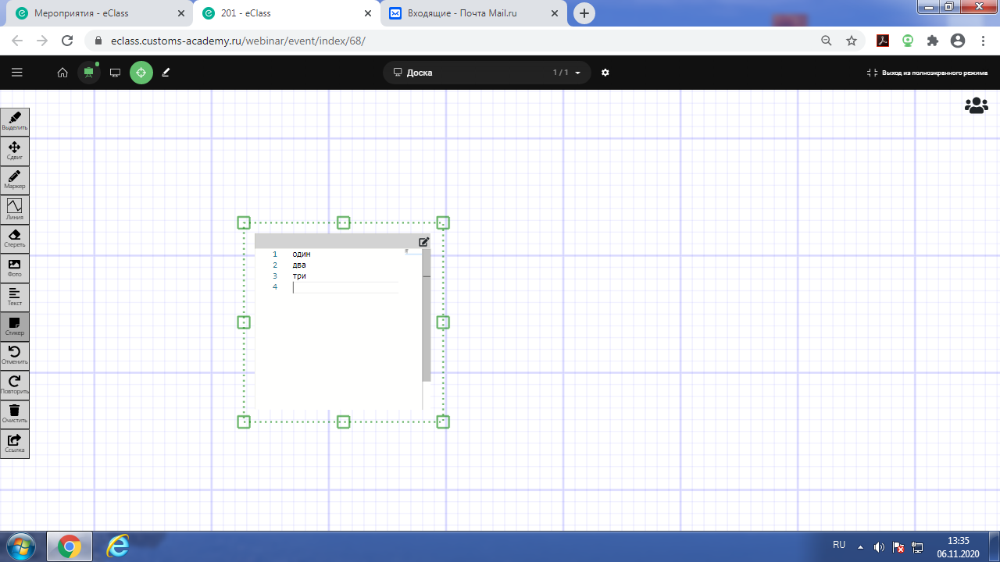 Мероприятия - eClass
201 - eClass
Входящие - Почта Mail.ru
eclass.customs-academy.ru/webinar/event/index/68/
Доска
1 / 1
Выход из полноэкранного режима
Выделить
Сдвиг
Маркер
Линия
Стереть
Фото
Текст
Стикер
Отменить
Повторить
Очистить
Ссылка
1 один
2 два
3 три
4
RU
13:35
06.11.2020